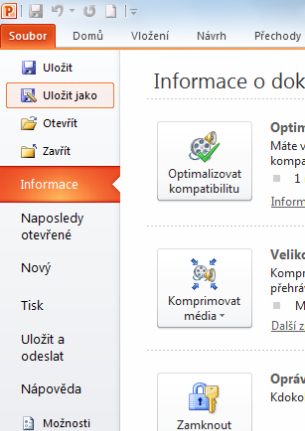 Soubor Domů Vložení Návrh Přechody
Uložit
Uložit jako
Otevřít
Zavřít
Informace
Naposledy
otevřené
Nový
Tisk
Uložit a
odeslat
Nápověda
Možnosti
Informace o dok
Optimalizovat
kompatibilitu
Optim
Máte v
kompa
1
Inform
Komprimovat
média
Veliko
Kompr
přehrá
M
Další z
Zamknout
Opráv
Kdoko